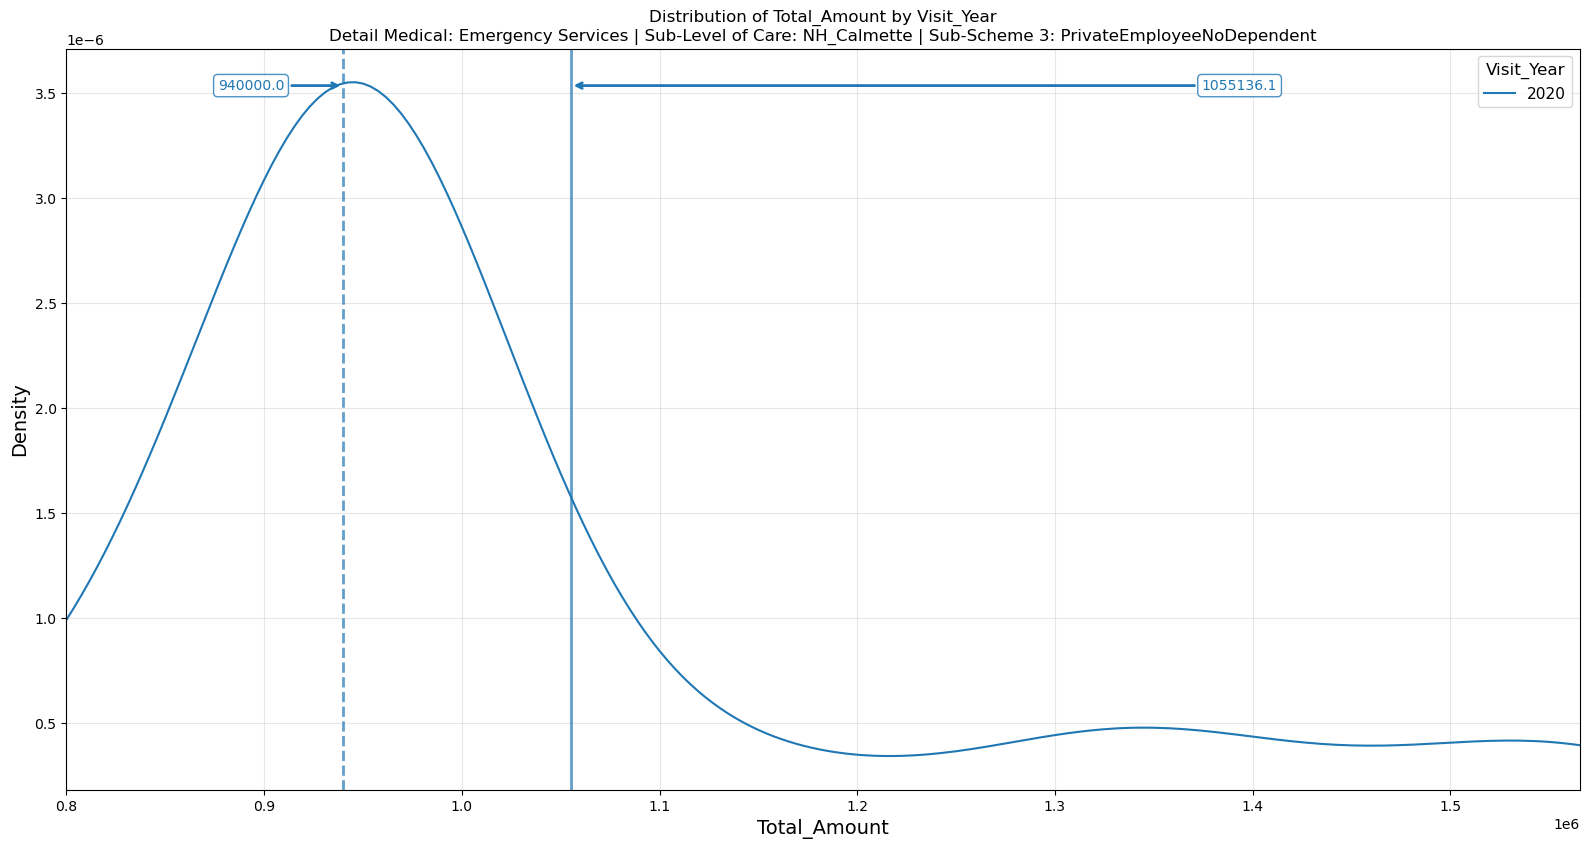 Distribution of Total_Amount by Visit_Year
Detail Medical: Emergency Services | Sub-Level of Care: NH_Calmette | Sub-Scheme 3: PrivateEmployeeNoDependent
1e−6
940000.0
1055136.1
Visit_Year
2020
3.5
3.0
2.5
2.0
1.5
1.0
0.5
Density
0.8
0.9
1.0
1.1
1.2
1.3
1.4
1.5
1e6
Total_Amount